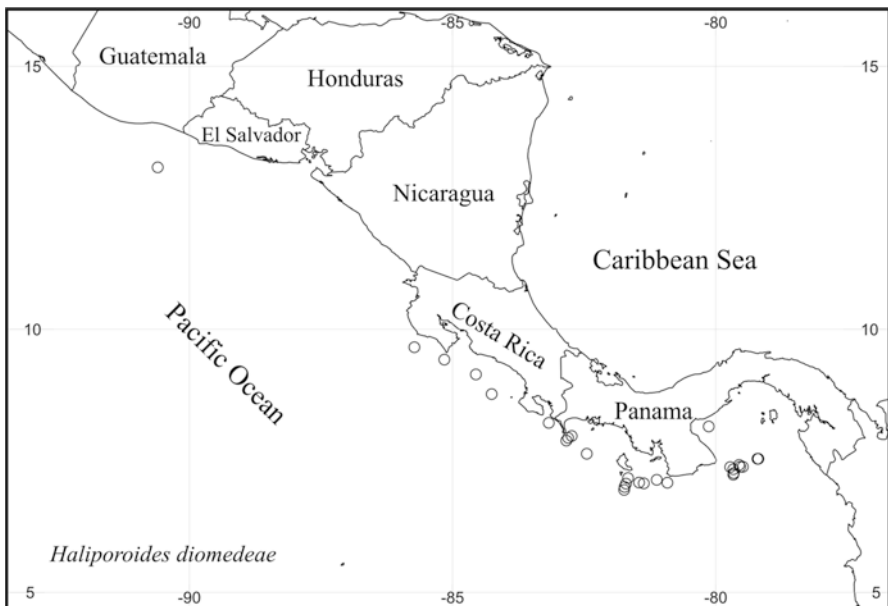 -90 -85 -80
15 15
Guatemala
Honduras
El Salvador
Nicaragua
Caribbean Sea
Pacific Ocean
Costa Rica
10 10
Panama
Haliporoides diomedeae
5 5
-90 -85 -80